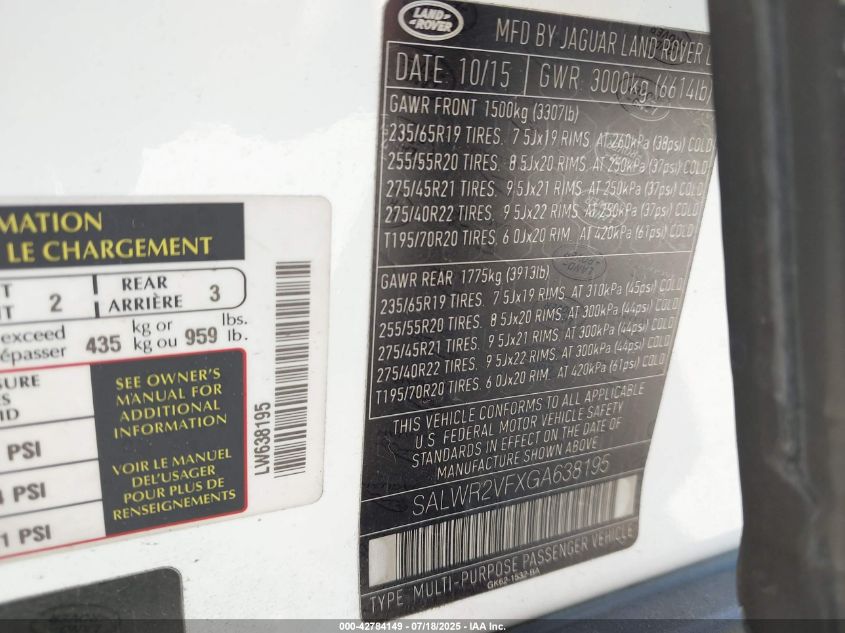 LAND ROVER
MFD BY JAGUAR LAND ROVER
DATE 10/15 GWR: 3000kg (6614lb)
GAWR FRONT 1500kg (3307lb)
235/65R19 TIRES. 7 5Jx19 RIMS. AT 260kPa (38psi) COLD
255/55R20 TIRES. 8 5Jx20 RIMS. AT 250kPa (37psi) COLD
275/45R21 TIRES. 9 5Jx21 RIMS. AT 250kPa (37psi) COLD
275/40R22 TIRES. 9 5Jx22 RIMS. AT 250kPa (37psi) COLD
T195/70R20 TIRES. 6 0Jx20 RIM. AT 420kPa (61psi) COLD
GAWR REAR 1775kg (3913lb)
235/65R19 TIRES. 7 5Jx19 RIMS. AT 310kPa (45psi) COLD
255/55R20 TIRES. 8 5Jx20 RIMS. AT 300kPa (44psi) COLD
275/45R21 TIRES. 9 5Jx21 RIMS. AT 300kPa (44psi) COLD
275/40R22 TIRES. 9 5Jx22 RIMS. AT 300kPa (44psi) COLD
T195/70R20 TIRES. 6 0Jx20 RIM. AT 420kPa (61psi) COLD
THIS VEHICLE CONFORMS TO ALL APPLICABLE
U.S. FEDERAL MOTOR VEHICLE SAFETY
STANDARDS IN EFFECT ON THE DATE OF
MANUFACTURE SHOWN ABOVE
SALWR2VFXGA638195
TYPE: MULTI-PURPOSE PASSENGER VEHICLE
GK62-1532-BA
LE CHARGEMENT
2
REAR
ARRIÈRE 3
exceed
435 kg or
kg ou 959 lbs.
lb.
SEE OWNER'S
MANUAL FOR
ADDITIONAL
INFORMATION
VOIR LE MANUEL
DEL'USAGER
POUR PLUS DE
RENSEIGNEMENTS
PSI
PSI
PSI
LW638195
000-42784149 - 07/18/2025 - IAA Inc.